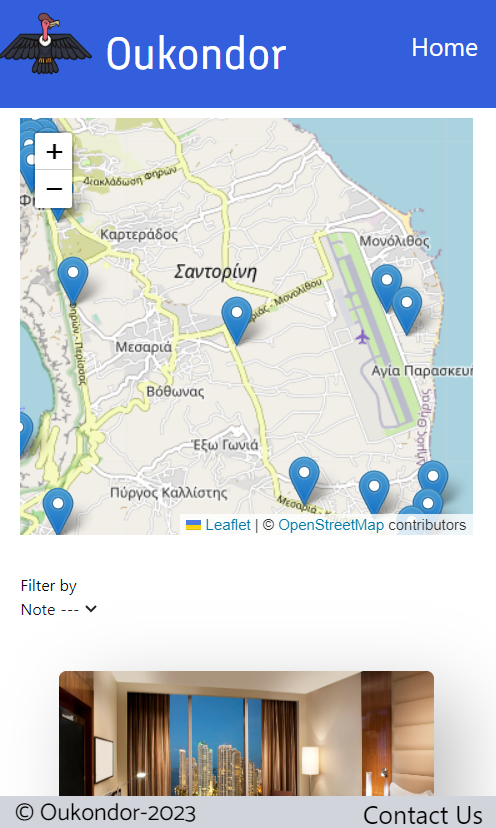 Oukondor
Home
+
−
Διακλάδωση Φηρών
Καρτεράδος
Μονόλιθος
Σαντορίνη
Μεσαριά
Αγία Παρασκευ
Βόθωνας
Έξω Γωνιά
Πύργος Καλλίστης
Leaflet | © OpenStreetMap contributors
Filter by
Note ---
© Oukondor-2023
Contact Us